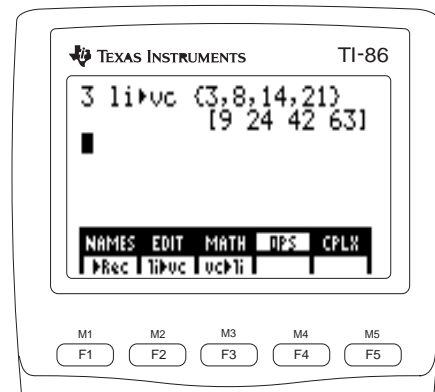 TEXAS INSTRUMENTS TI-86
3 li▶vc {3,8,14,21}
[9 24 42 63]
NAMES EDIT MATH OPS CPLX
▶Rec li▶vc vc▶li
M1 M2 M3 M4 M5
F1 F2 F3 F4 F5